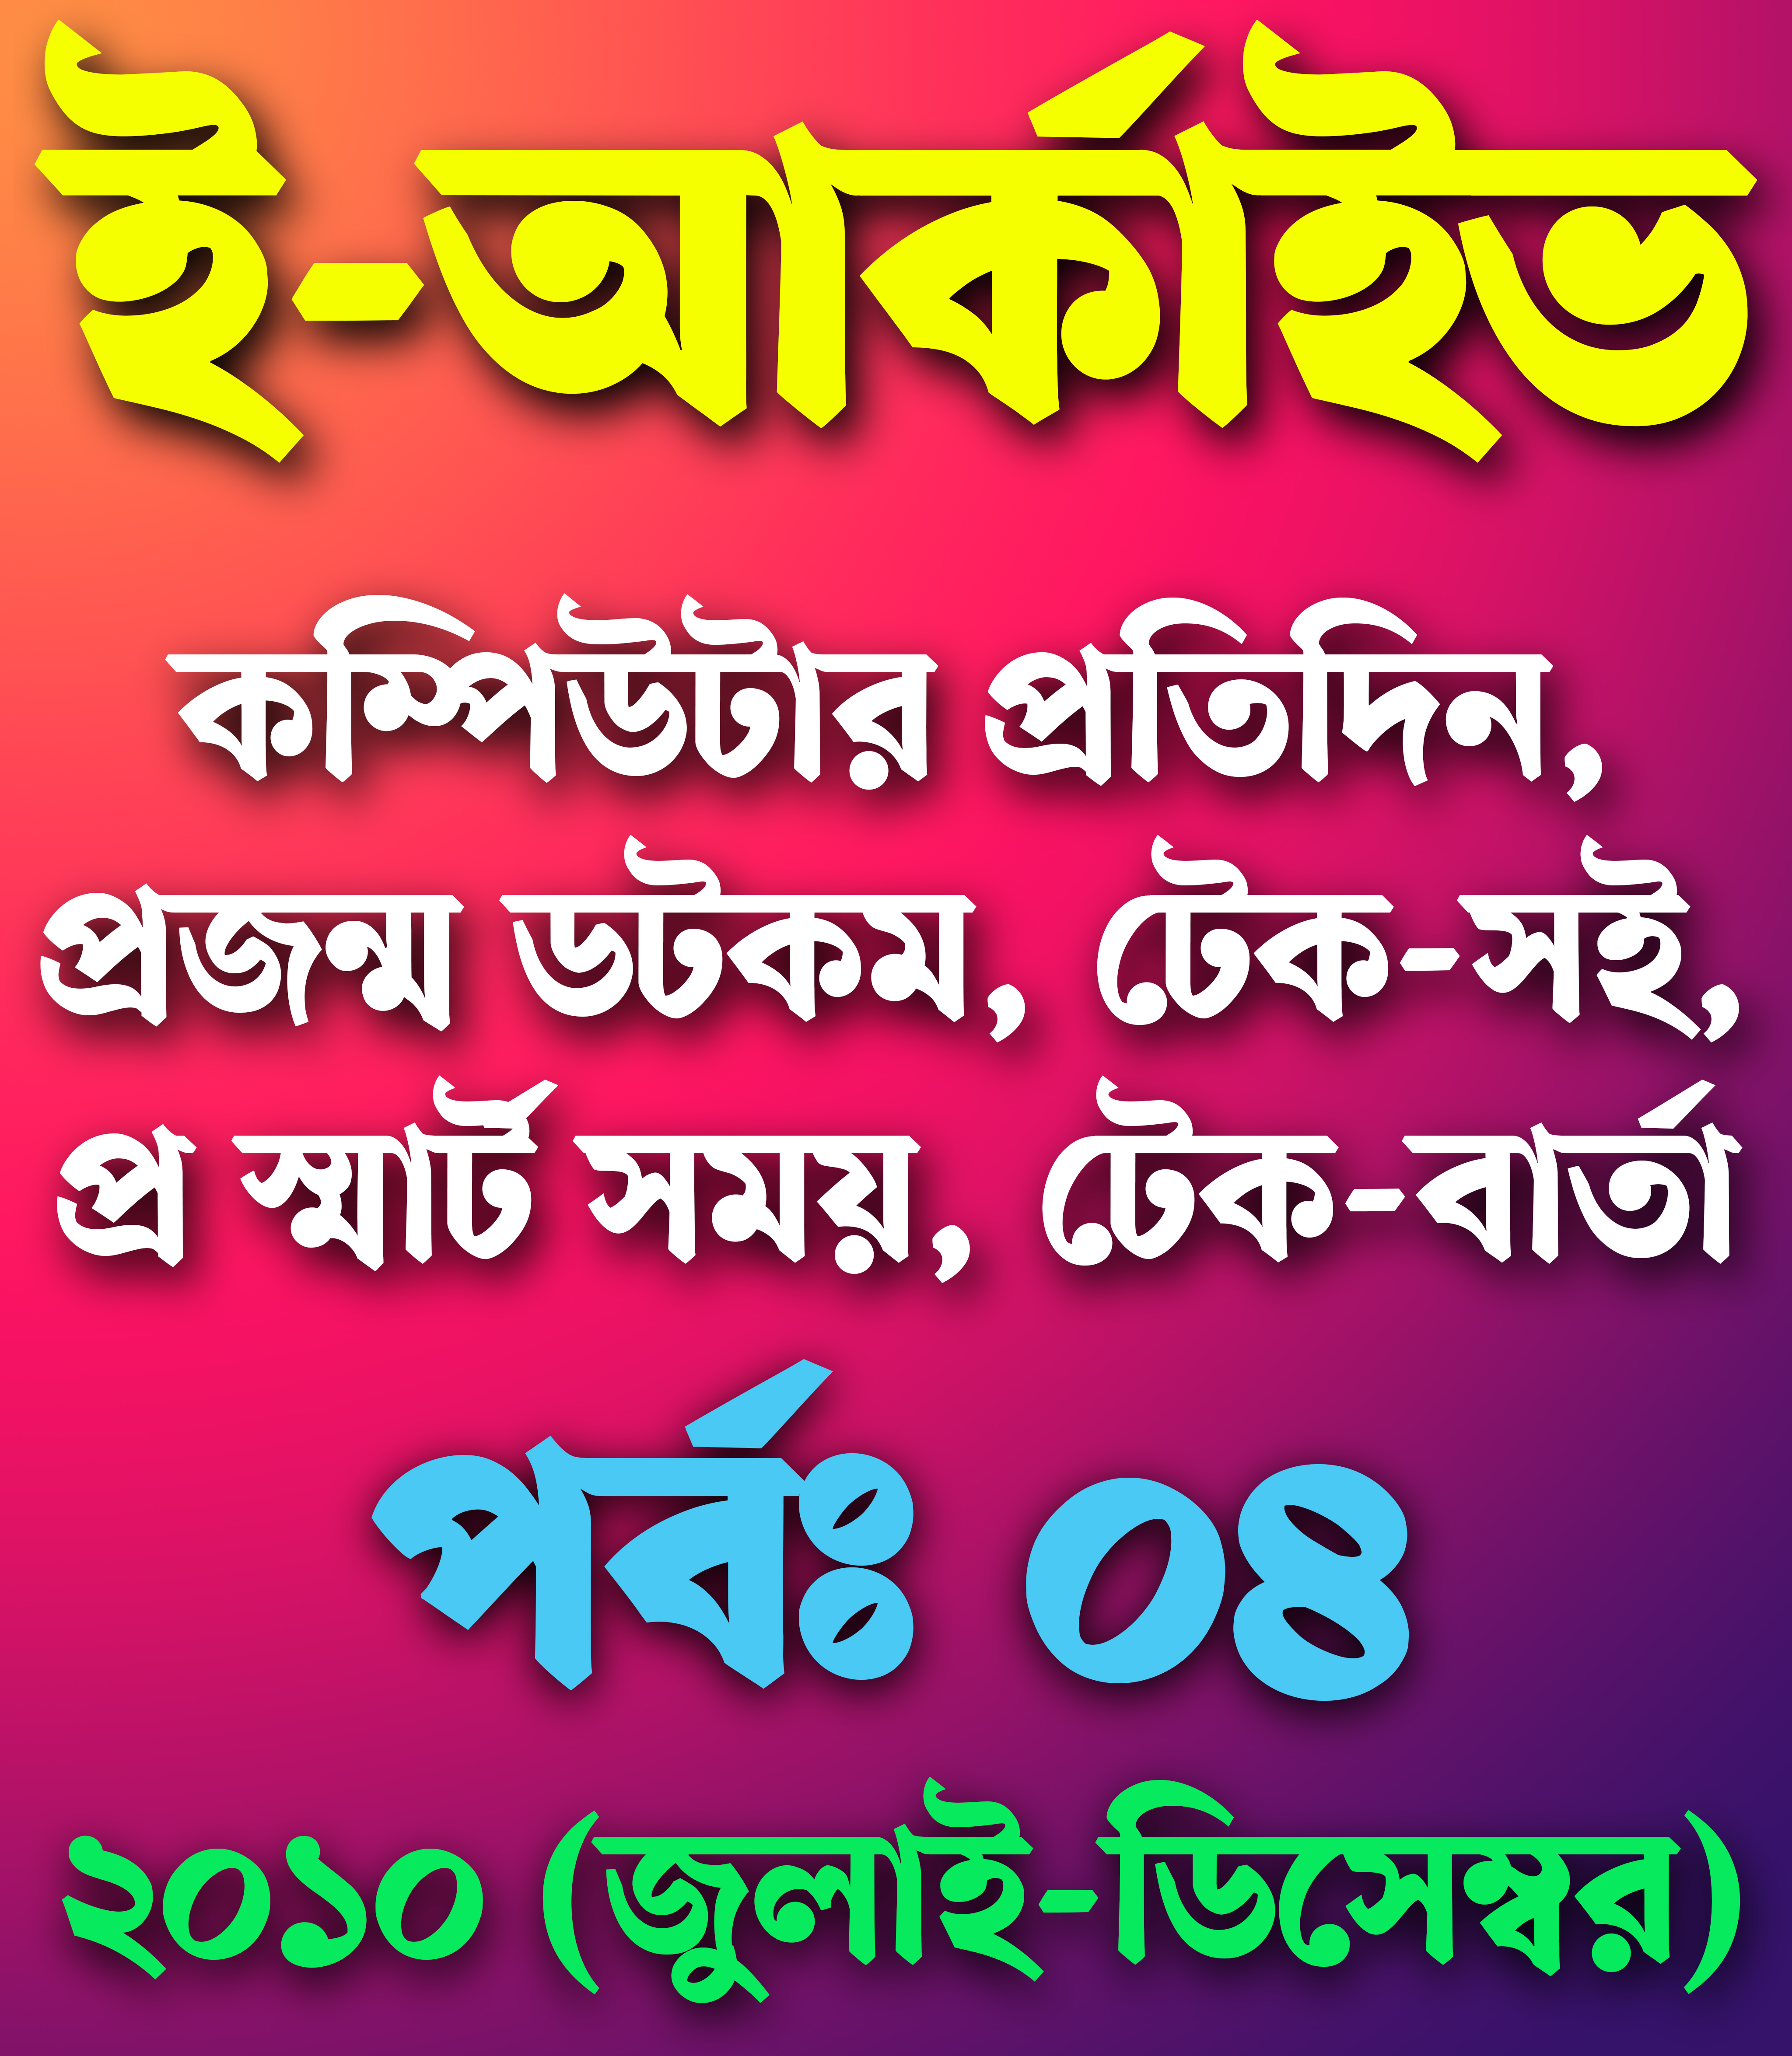 ই-আর্কাইভ
কম্পিউটার প্রতিদিন,
প্রজন্ম ডটকম, টেক-সই,
প্র স্মার্ট সময়, টেক-বার্তা
পর্বঃ ০৪
২০১০ (জুলাই-ডিসেম্বর)